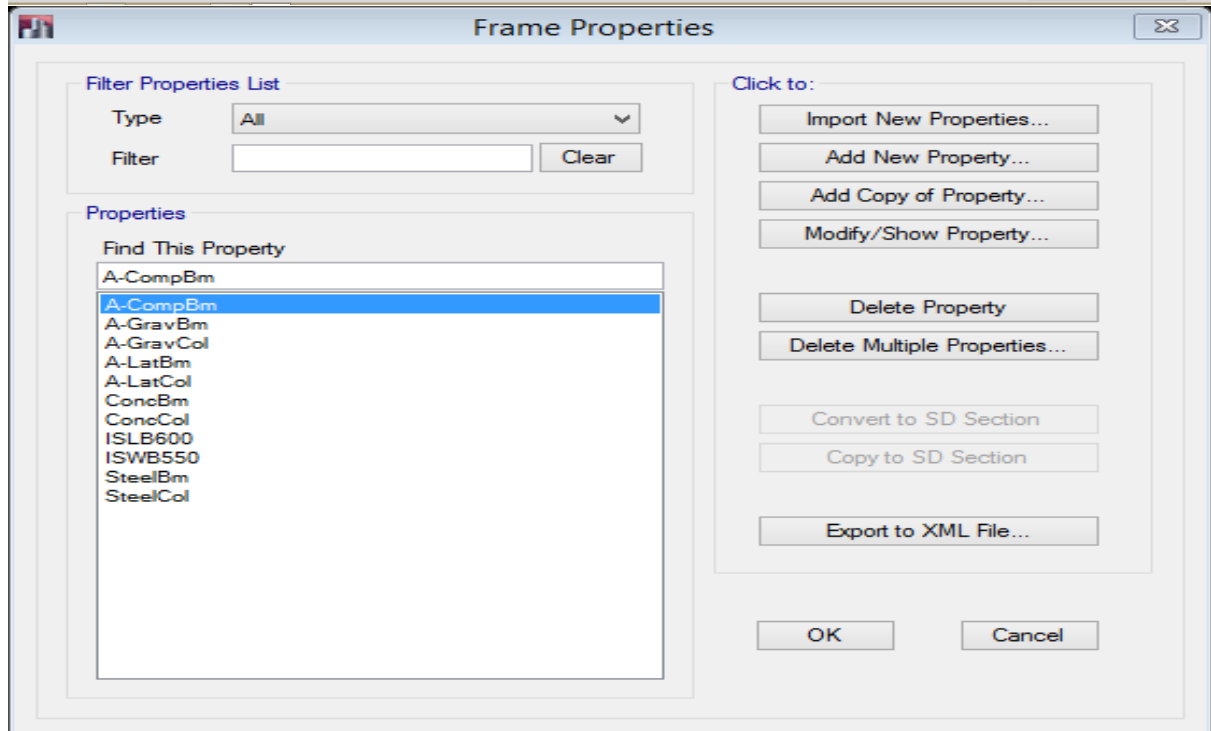 Frame Properties
Filter Properties List
Type
All
Filter
Clear
Properties
Find This Property
A-CompBm
A-CompBm
A-GravBm
A-GravCol
A-LatBm
A-LatCol
ConcBm
ConcCol
ISLB600
ISWB550
SteelBm
SteelCol
Click to:
Import New Properties...
Add New Property...
Add Copy of Property...
Modify/Show Property...
Delete Property
Delete Multiple Properties...
Convert to SD Section
Copy to SD Section
Export to XML File...
OK
Cancel